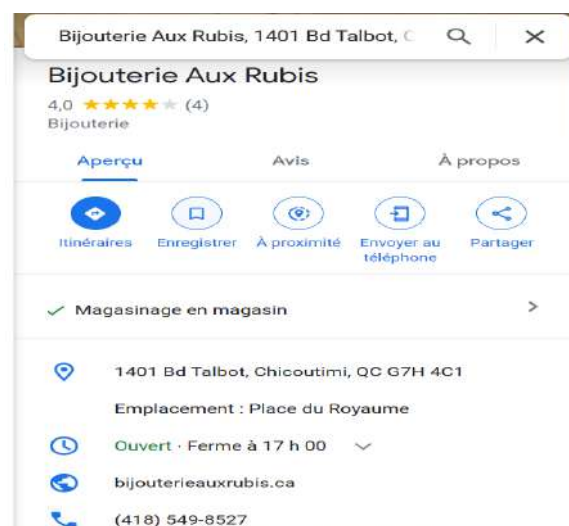 Bijouterie Aux Rubis, 1401 Bd Talbot, C
Bijouterie Aux Rubis
4,0 (4)
Bijouterie
Aperçu Avis À propos
Itinéraires Enregistrer À proximité Envoyer au téléphone Partager
Magasinage en magasin
1401 Bd Talbot, Chicoutimi, QC G7H 4C1
Emplacement : Place du Royaume
Ouvert · Ferme à 17 h 00
bijouterieauxrubis.ca
(418) 549-8527